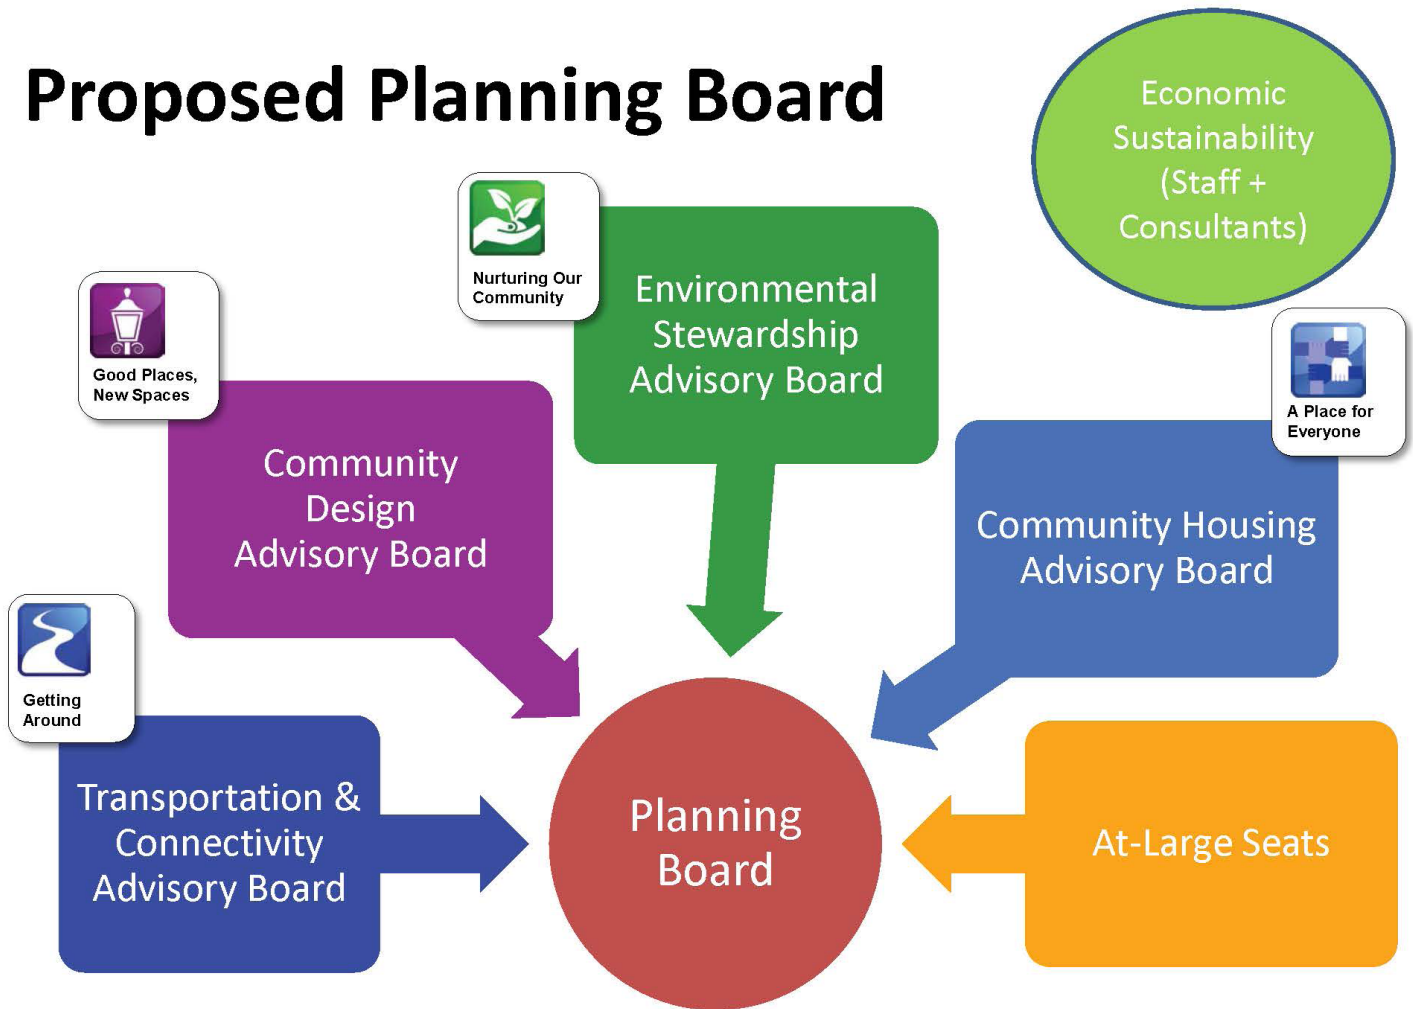 Proposed Planning Board
Economic
Sustainability
(Staff +
Consultants)
Nurturing Our
Community
Environmental
Stewardship
Advisory Board
Good Places,
New Spaces
Community
Design
Advisory Board
A Place for
Everyone
Community Housing
Advisory Board
Getting
Around
Transportation &
Connectivity
Advisory Board
Planning
Board
At-Large Seats